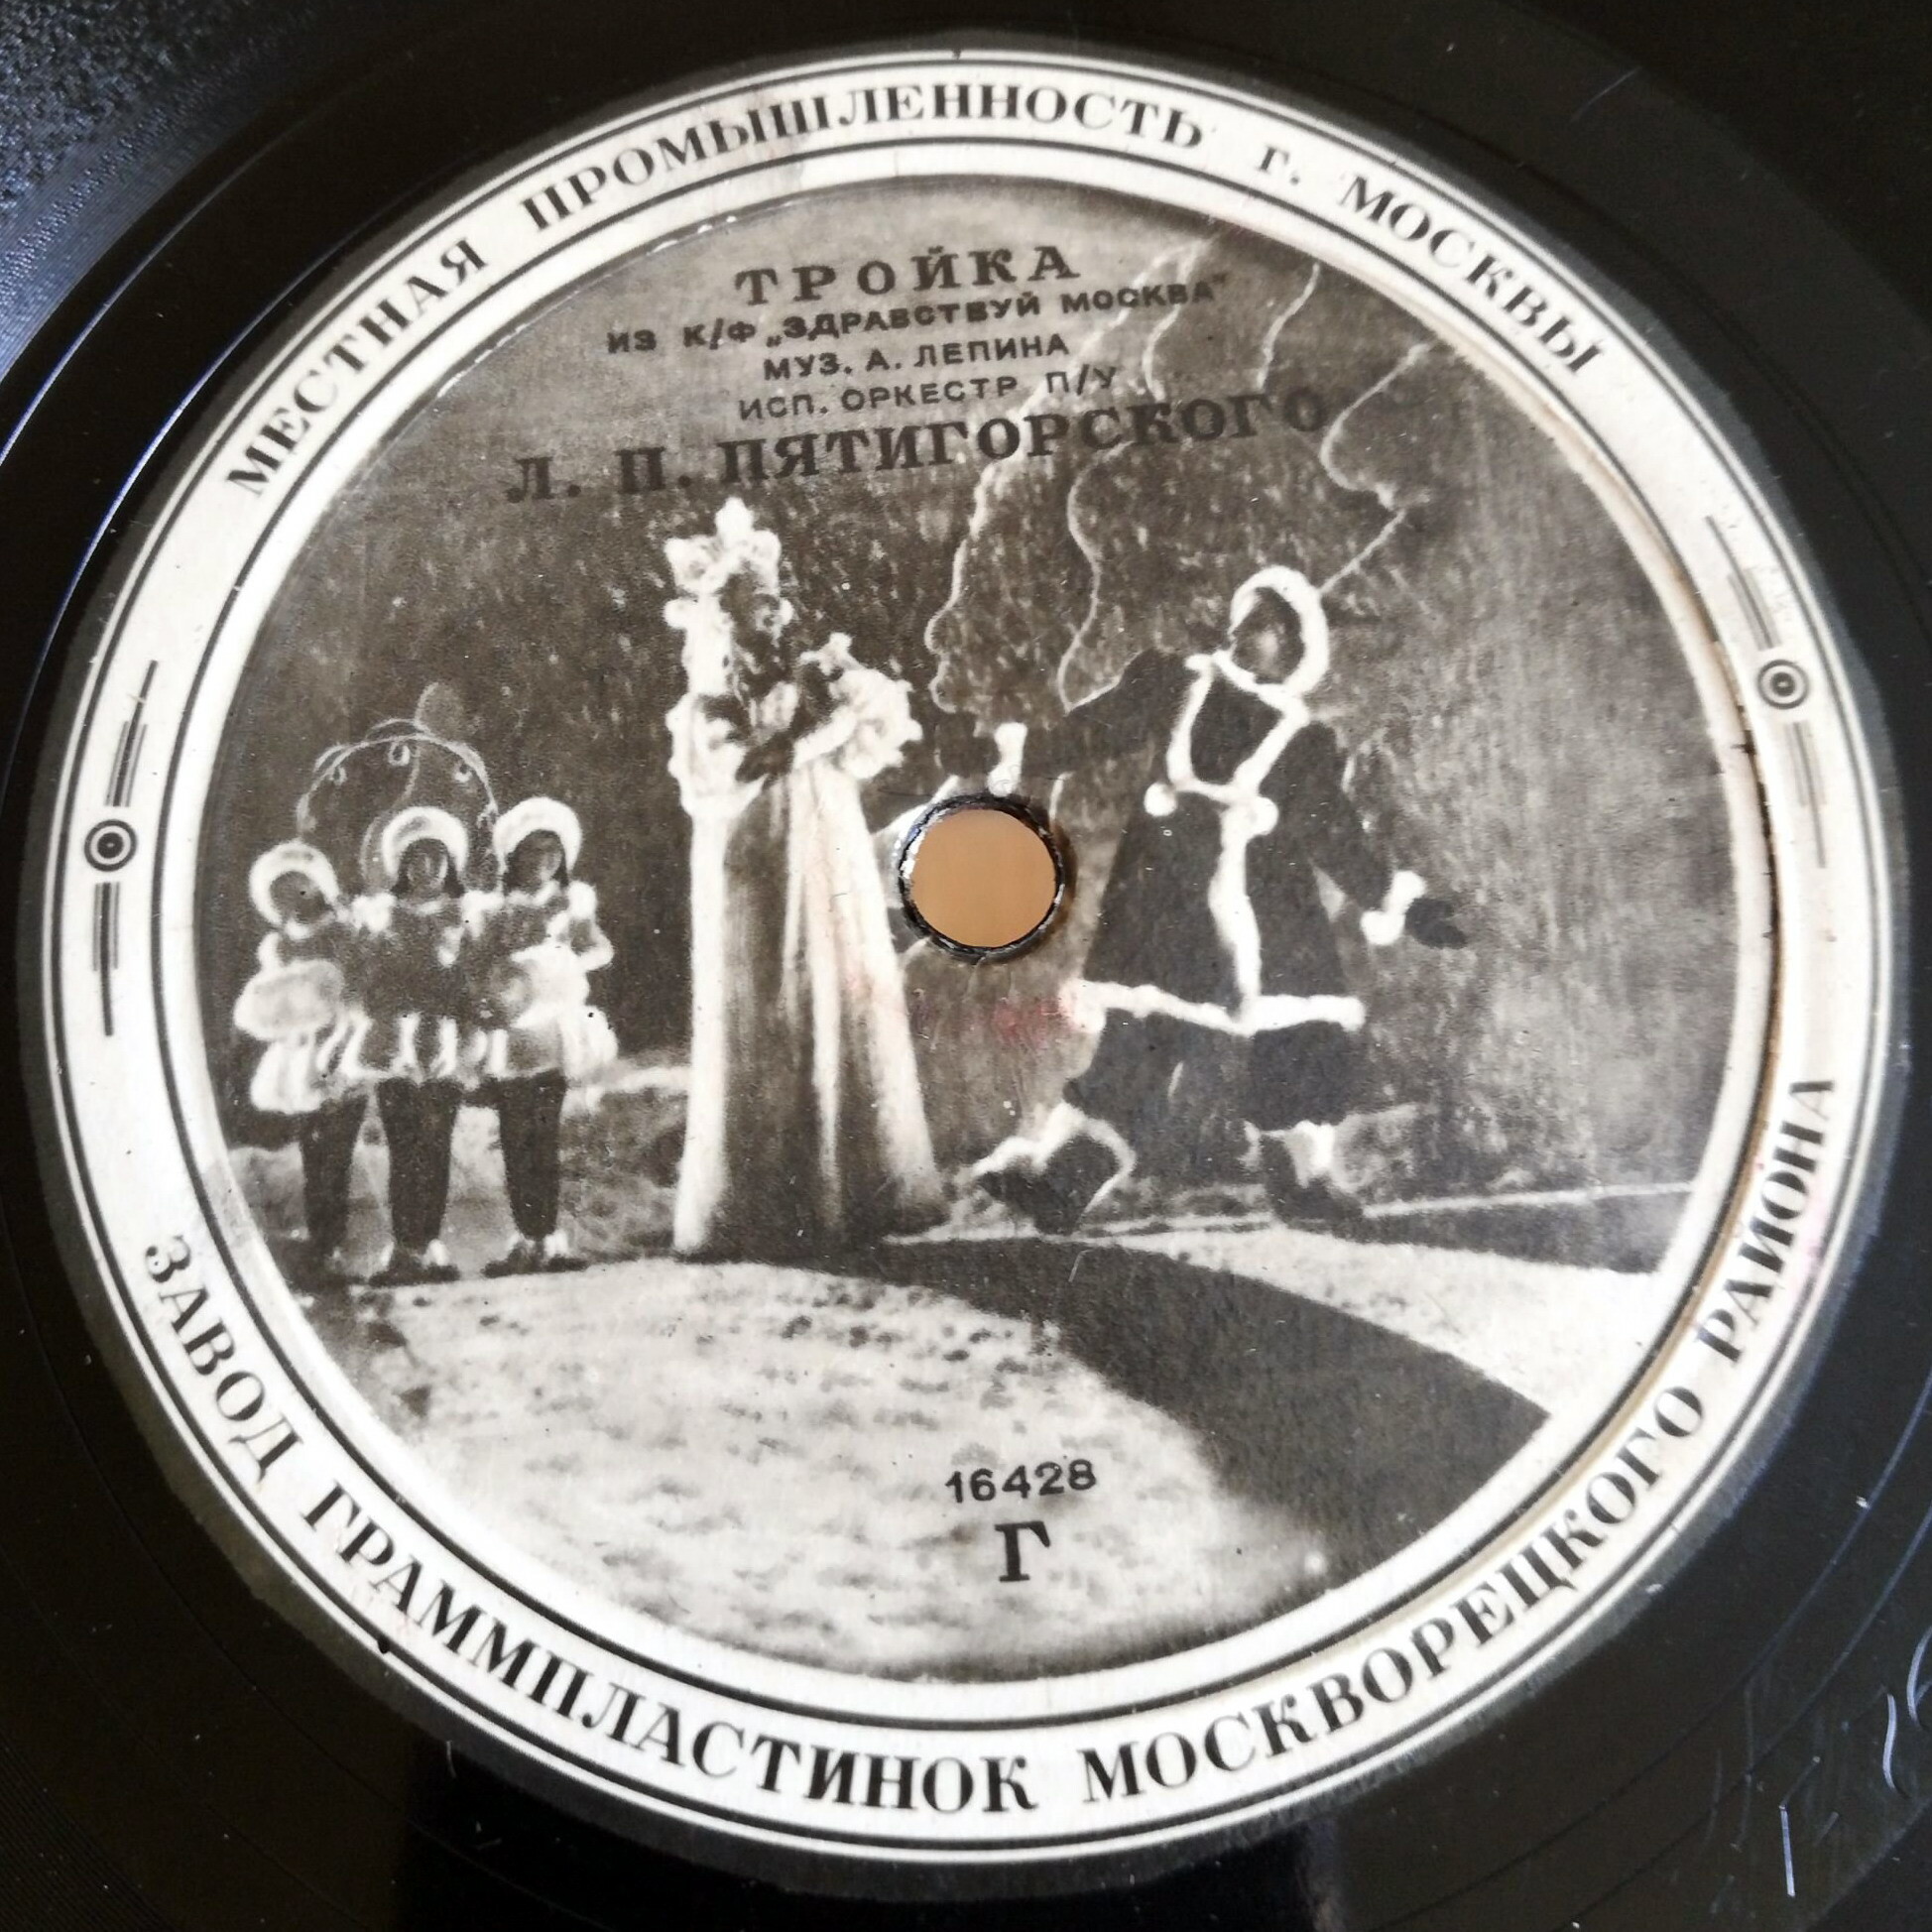 МЕСТНАЯ ПРОМЫШЛЕННОСТЬ г. МОСКВЫ
ТРОЙКА
ИЗ К/Ф „ЗДРАВСТВУЙ МОСКВА"
МУЗ. А. ЛЕПИНА
ИСП. ОРКЕСТР П/У
Л. П. ПЯТИГОРСКОГО
16428
Г
ЗАВОД ГРАММПЛАСТИНОК МОСКВОРЕЦКОГО РАЙОНА